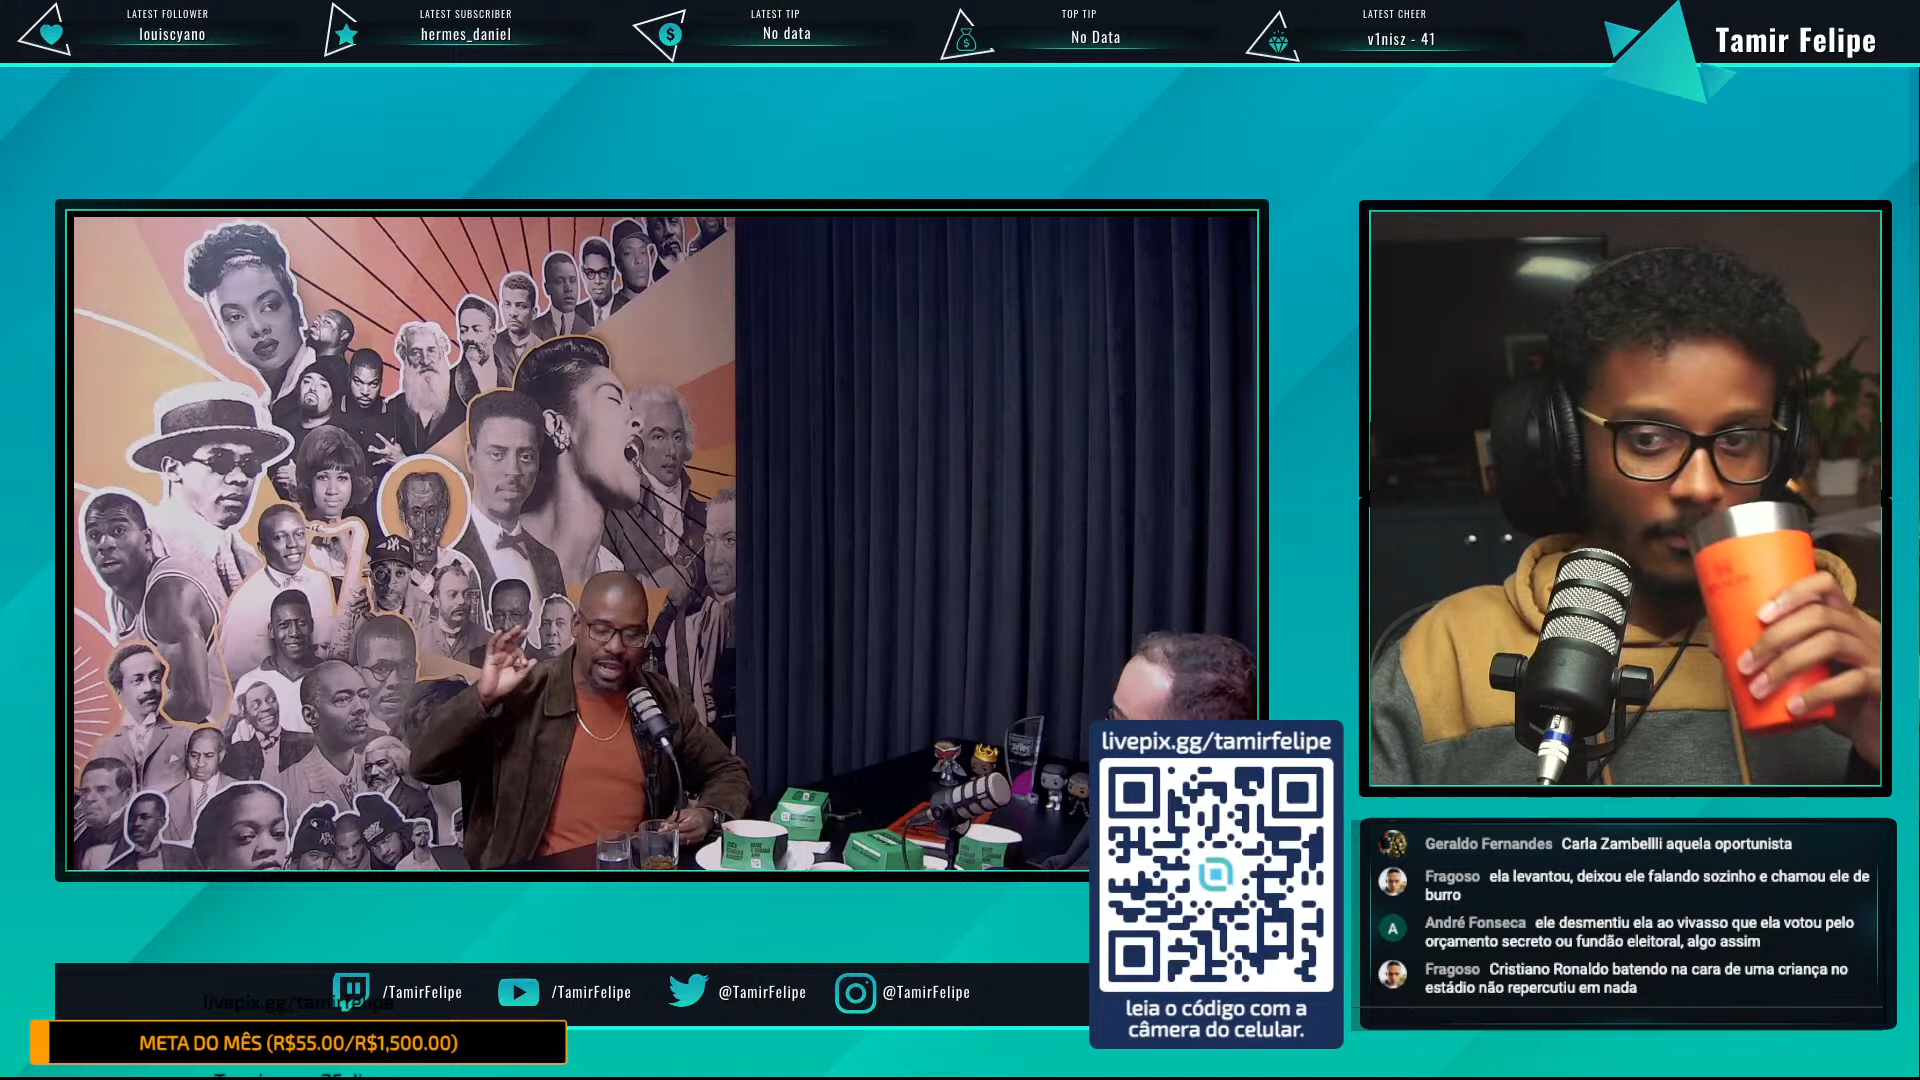 LATEST FOLLOWER
louiscyano
LATEST SUBSCRIBER
hermes_daniel
LATEST TIP
No data
TOP TIP
No Data
LATEST CHEER
v1nisz - 41
Tamir Felipe
livepix.gg/tamirfelipe
leia o código com a
câmera do celular.
Geraldo Fernandes Carla Zambellli aquela oportunista
Fragoso ela levantou, deixou ele falando sozinho e chamou ele de
burro
A
André Fonseca ele desmentiu ela ao vivasso que ela votou pelo
orçamento secreto ou fundão eleitoral, algo assim
Fragoso Cristiano Ronaldo batendo na cara de uma criança no
estádio não repercutiu em nada
/TamirFelipe
/TamirFelipe
@TamirFelipe
@TamirFelipe
livepix.gg/tamirfelipe
META DO MÊS (R$55.00/R$1,500.00)